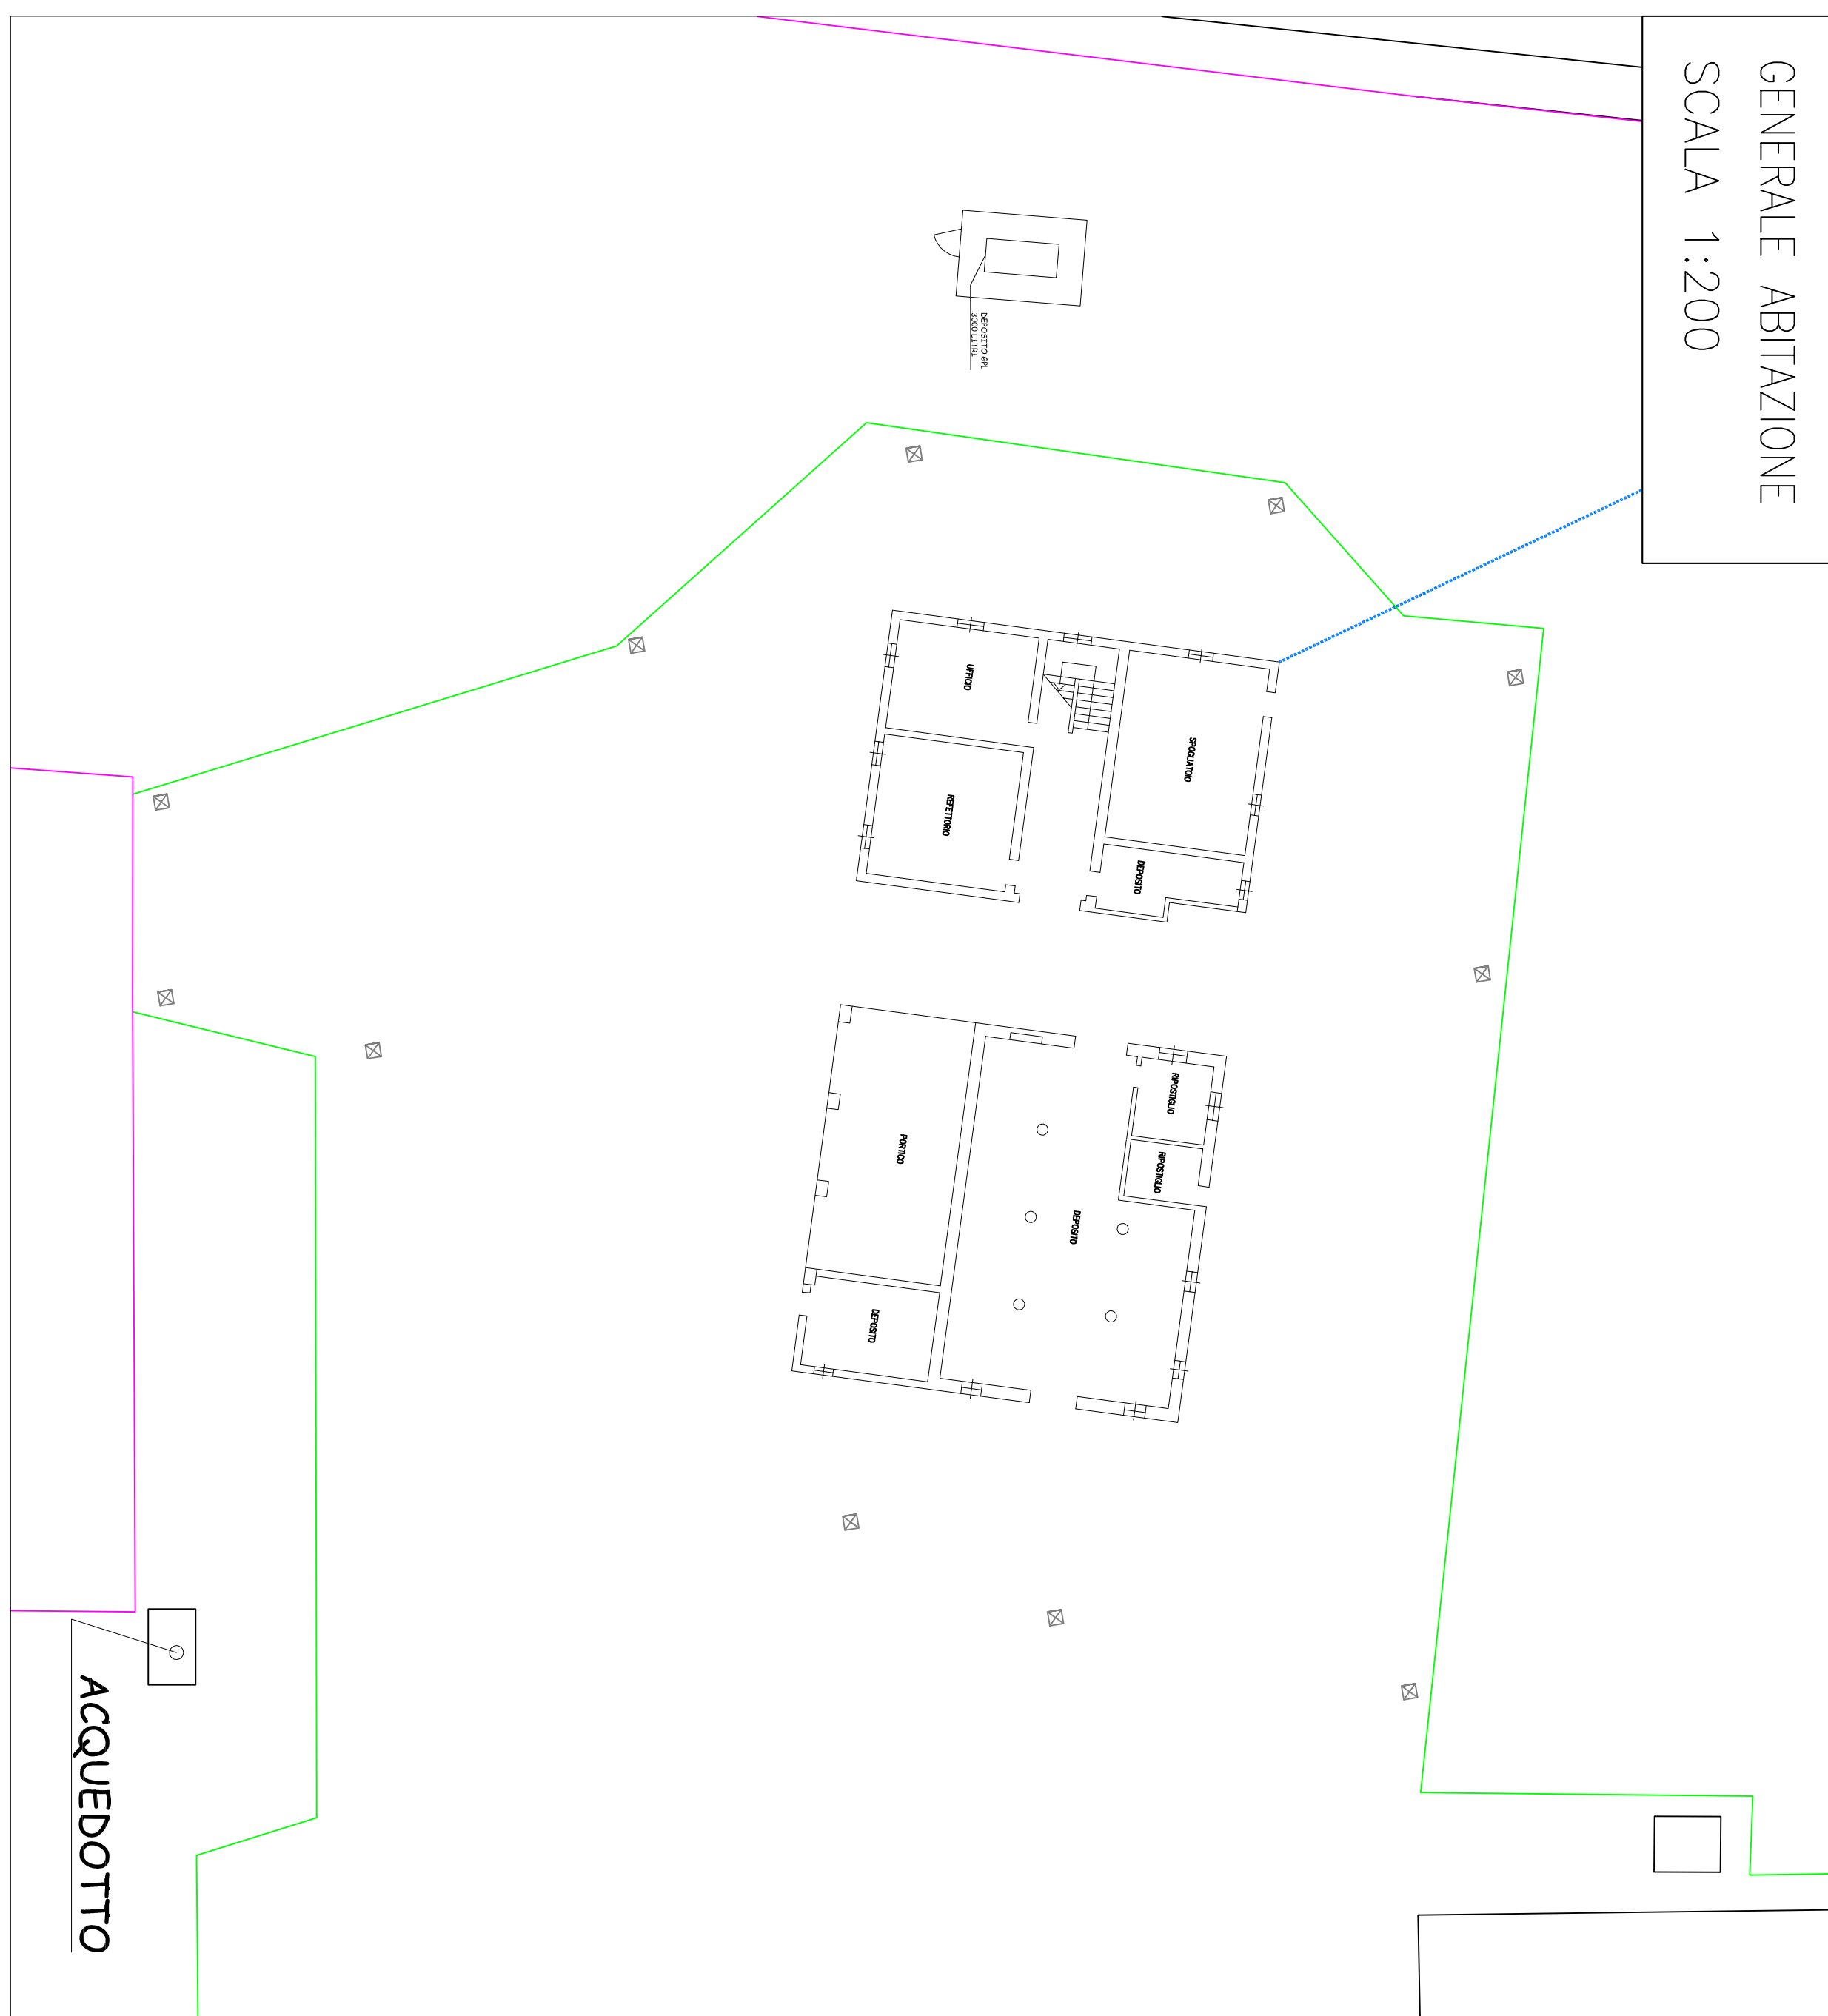 GENERALE ABITAZIONE
SCALA 1:200
DEPOSITO GPL
3000 LITRI
SPOGLIATOIO
UFFICIO
REFETTORIO
DEPOSITO
RIPOSTIGLIO
RIPOSTIGLIO
DEPOSITO
PORTICO
DEPOSITO
ACQUEDOTTO